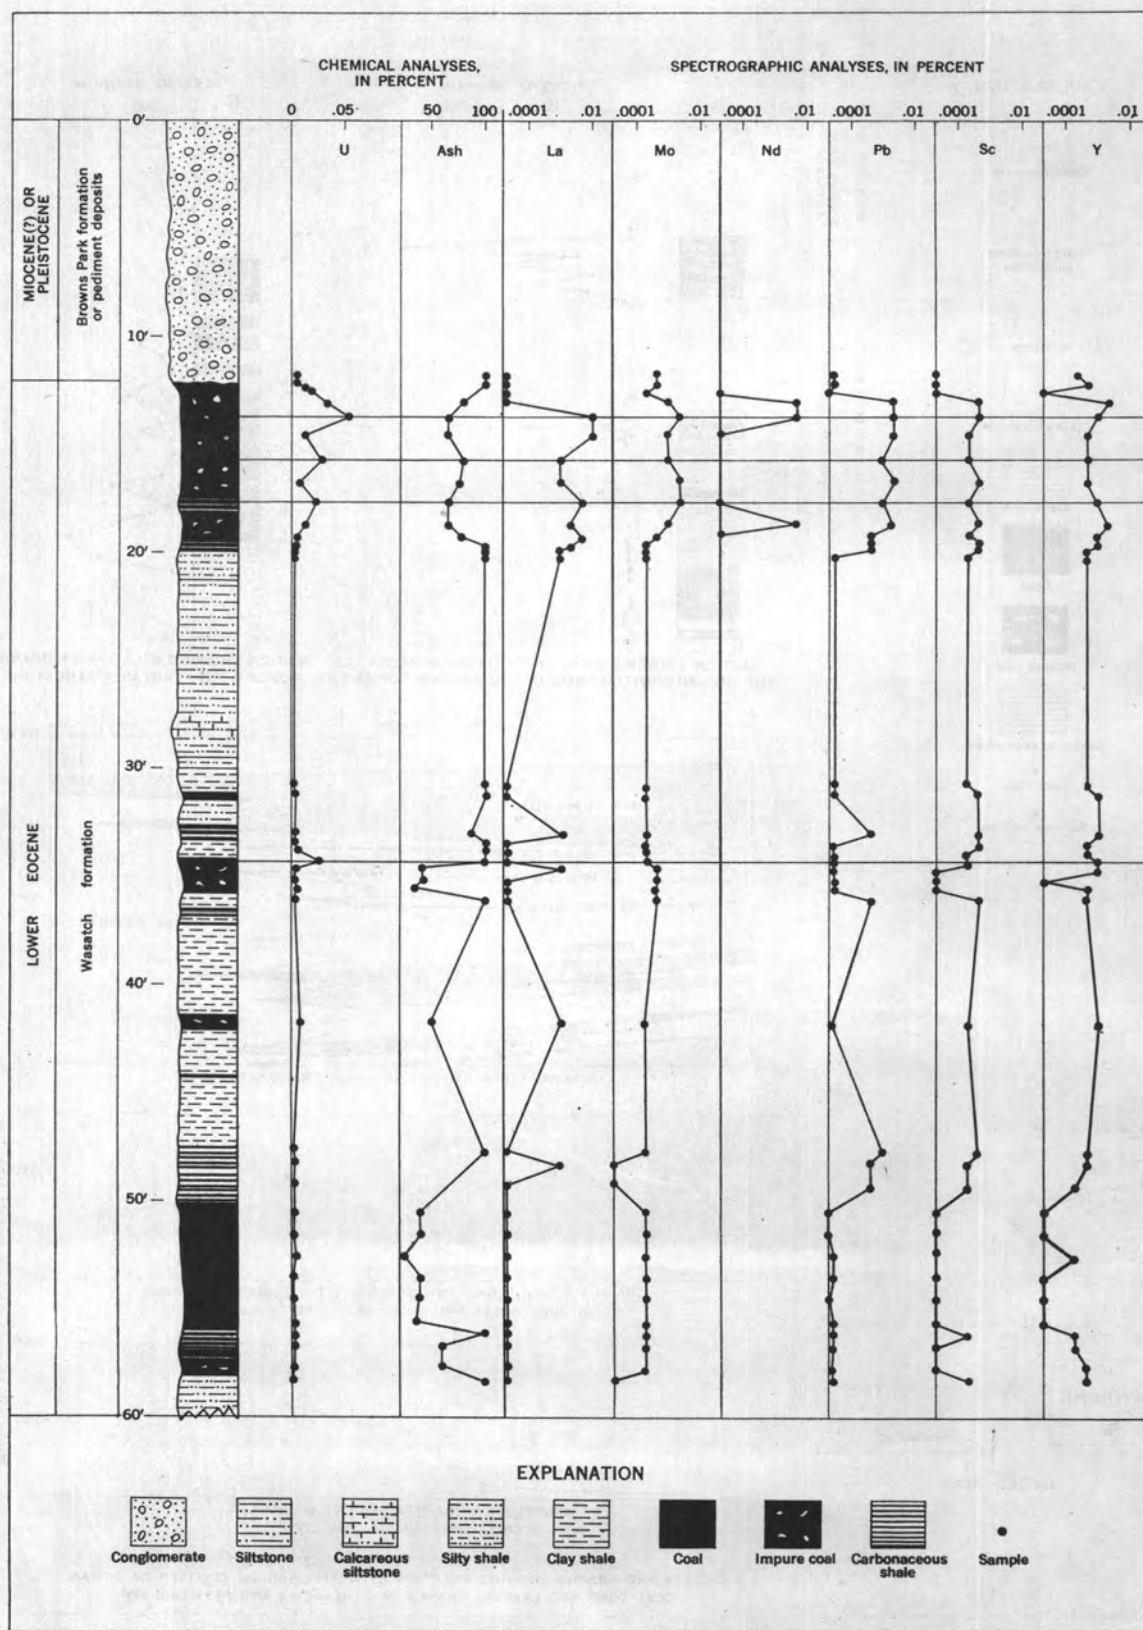 CHEMICAL ANALYSES,
IN PERCENT
SPECTROGRAPHIC ANALYSES, IN PERCENT
0 .05 50 100 .0001 .01 .0001 .01 .0001 .01 .0001 .01 .0001 .01 .0001 .01
U Ash La Mo Nd Pb Sc Y
0'
10'
20'
30'
40'
50'
60'
MIOCENE(?) OR
PLEISTOCENE
Browns Park formation
or pediment deposits
LOWER EOCENE
Wasatch formation
EXPLANATION
Conglomerate
Siltstone
Calcareous
siltstone
Silty shale
Clay shale
Coal
Impure coal
Carbonaceous
shale
Sample